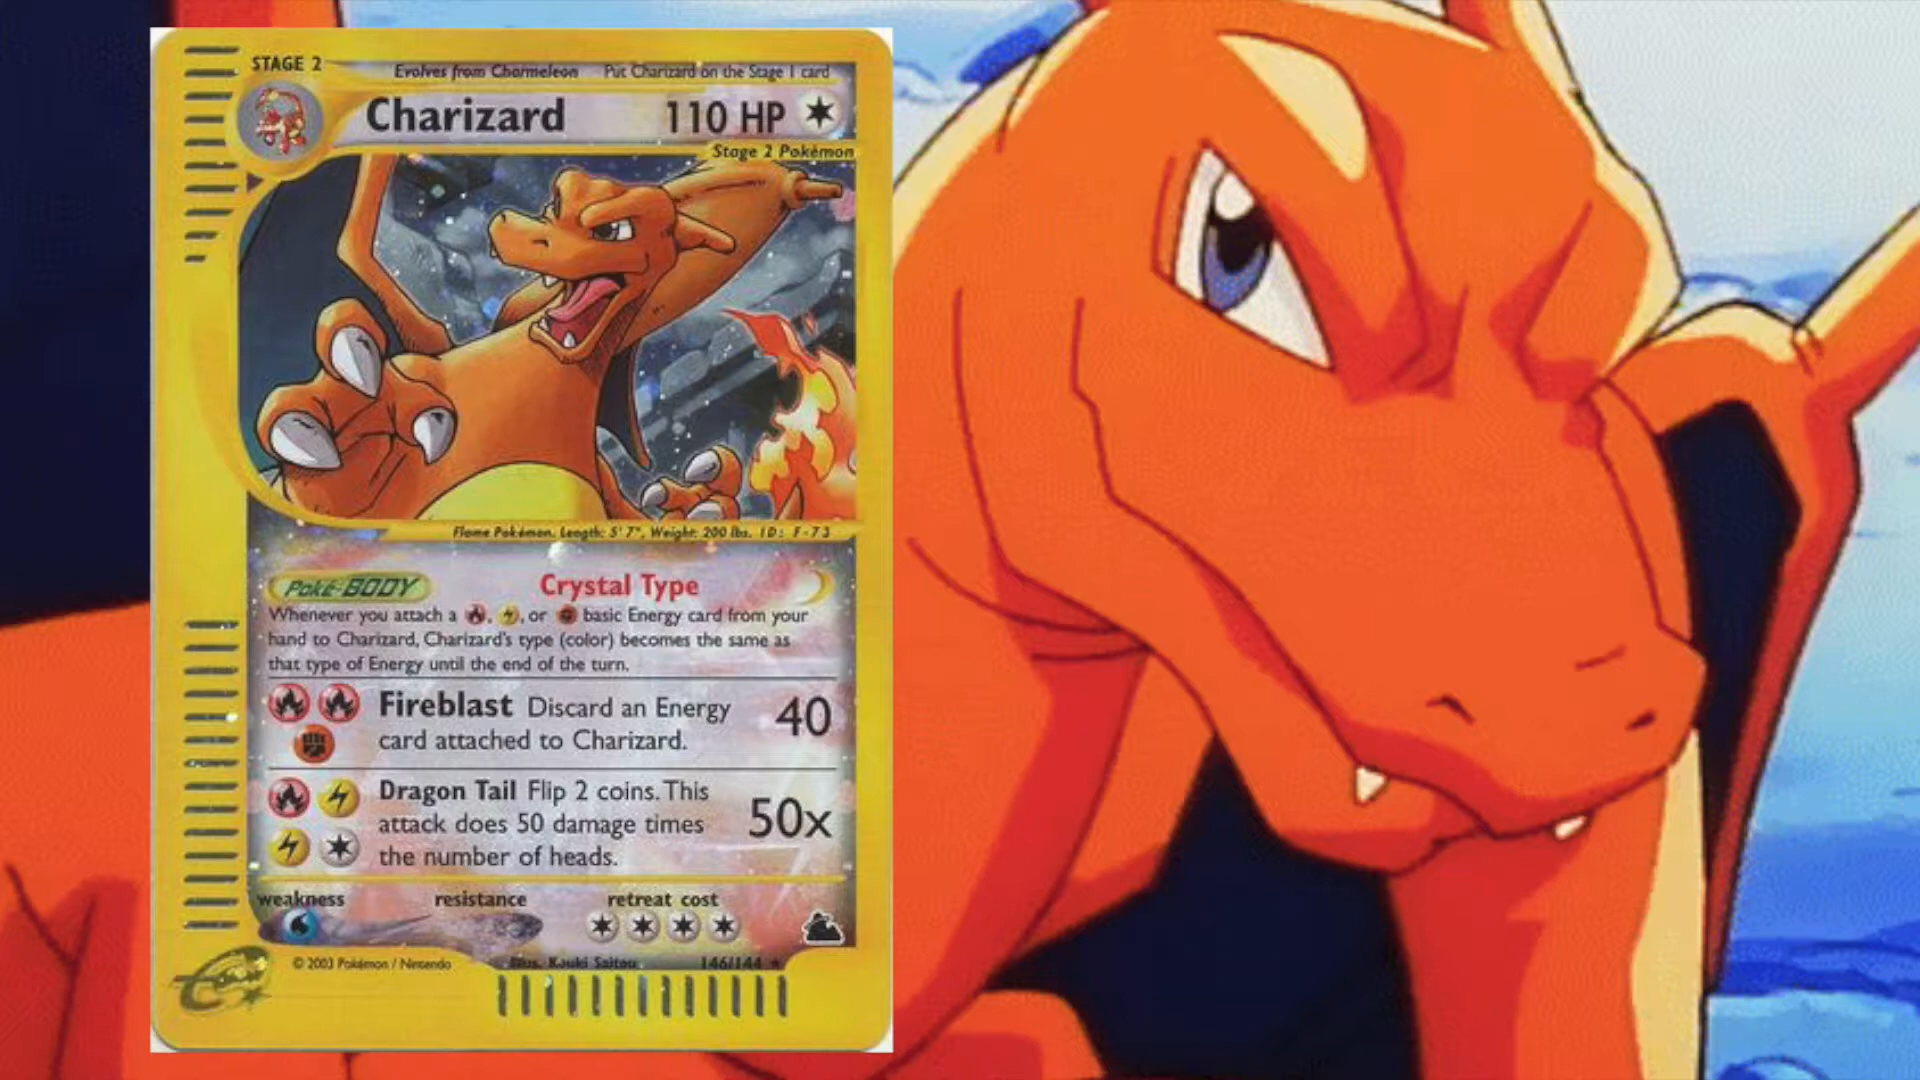 STAGE 2
Evolves from Charmeleon Put Charizard on the Stage 1 card
Charizard 110 HP
Stage 2 Pokémon
Flame Pokémon. Length: 5' 7", Weight: 200 lbs. ID: F-73
Poké-BODY Crystal Type
Whenever you attach a , , or basic Energy card from your
hand to Charizard, Charizard's type (color) becomes the same as
that type of Energy until the end of the turn.
Fireblast Discard an Energy 40
card attached to Charizard.
Dragon Tail Flip 2 coins. This
attack does 50 damage times 50x
the number of heads.
weakness resistance retreat cost
© 2003 Pokémon / Nintendo Illus. Kouki Saitou 146/144